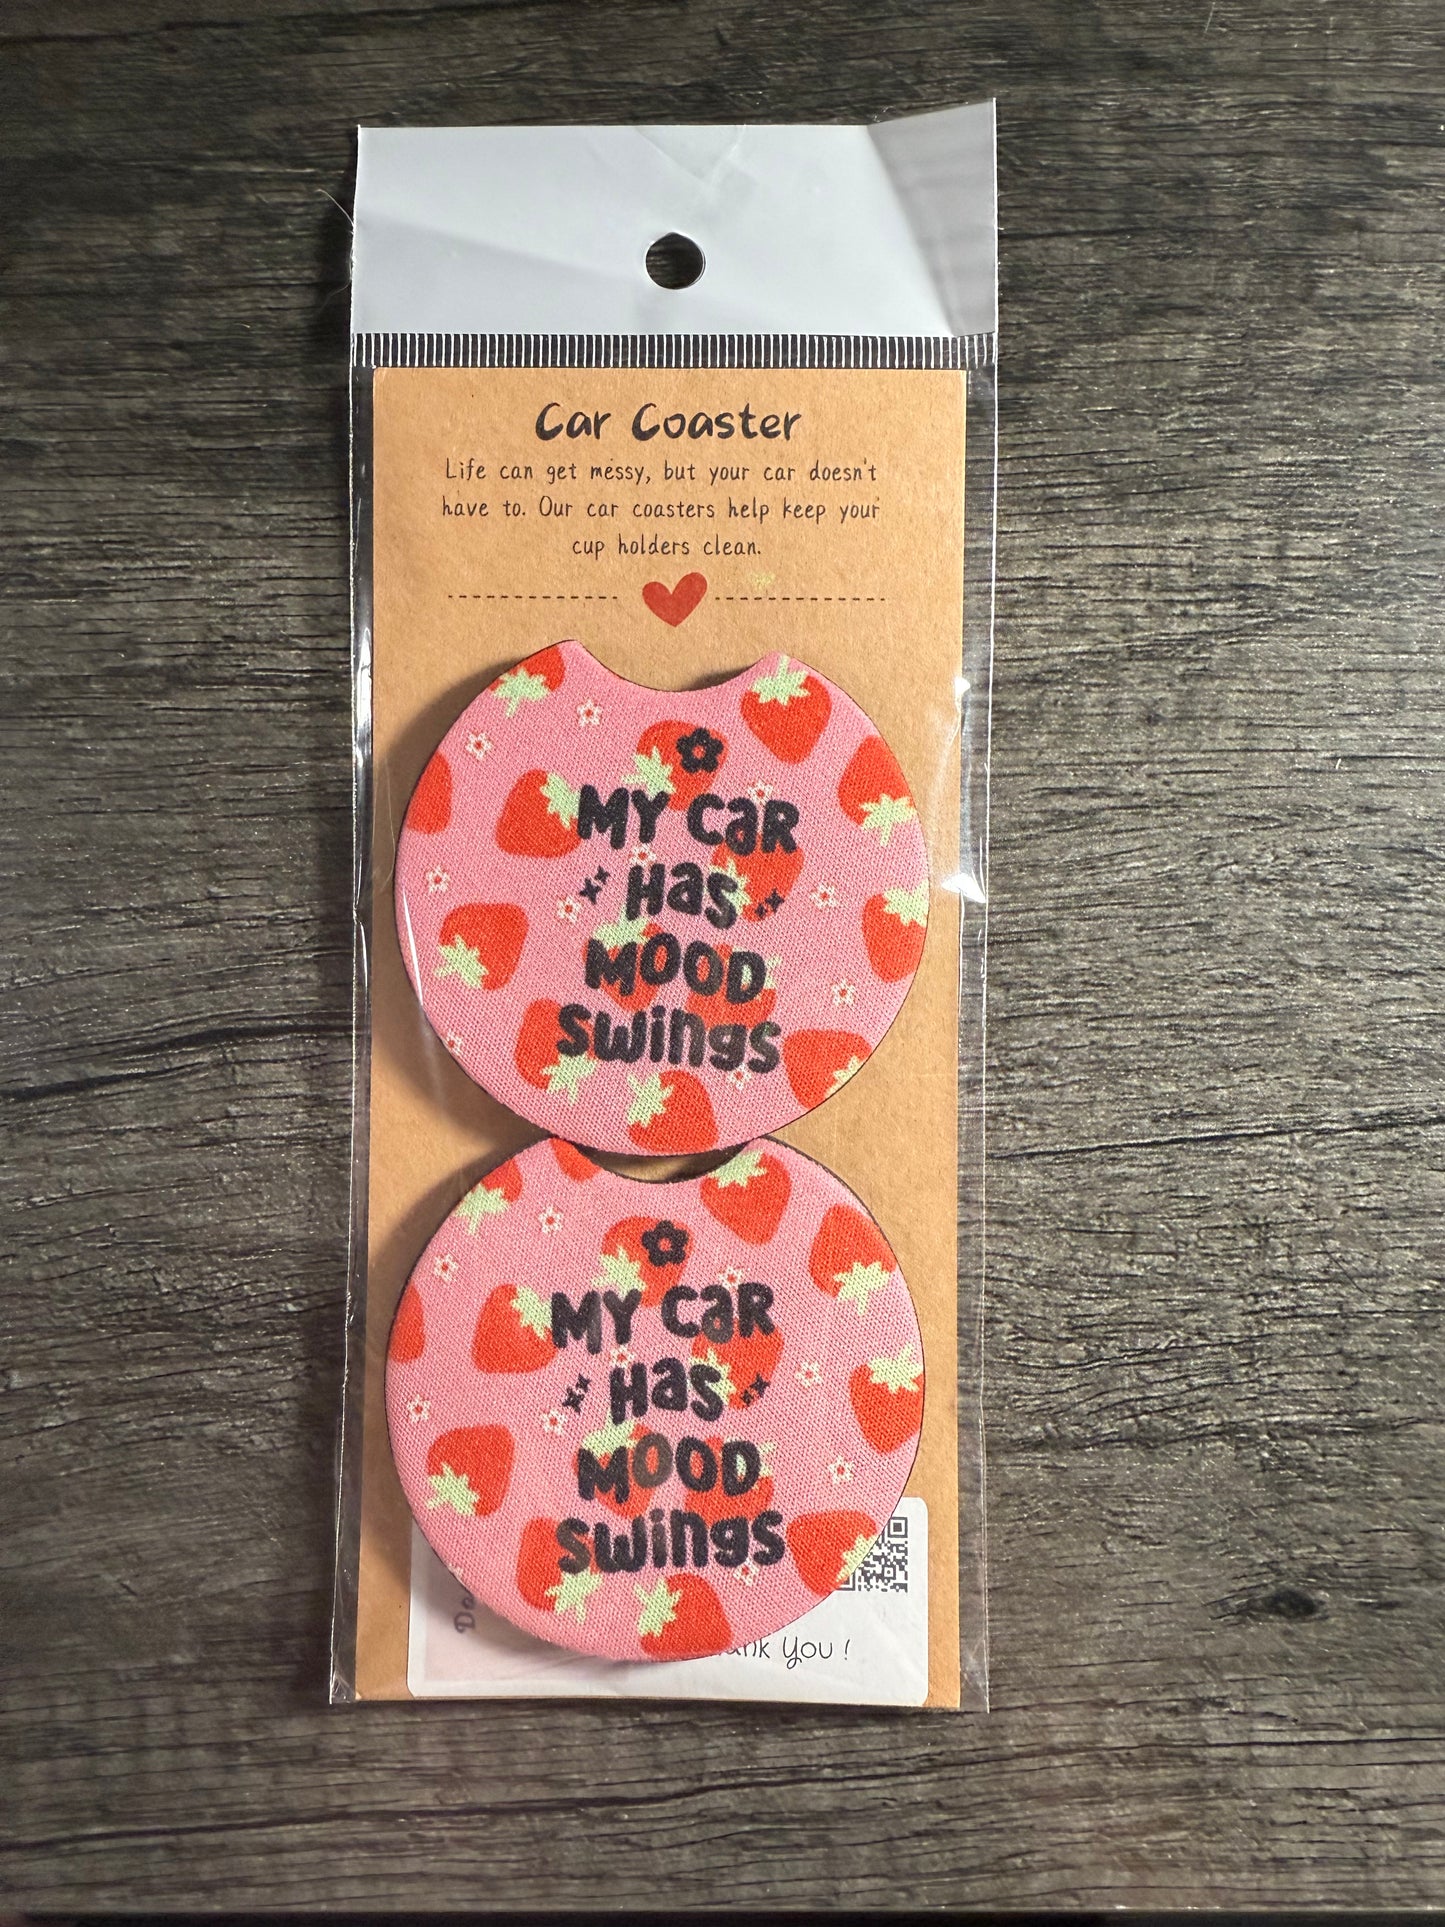 Car Coaster
Life can get messy, but your car doesn't
have to. Our car coasters help keep your
cup holders clean.
MY CaR
Has
MOOD
Swings
MY CaR
Has
MOOD
Swings
You !